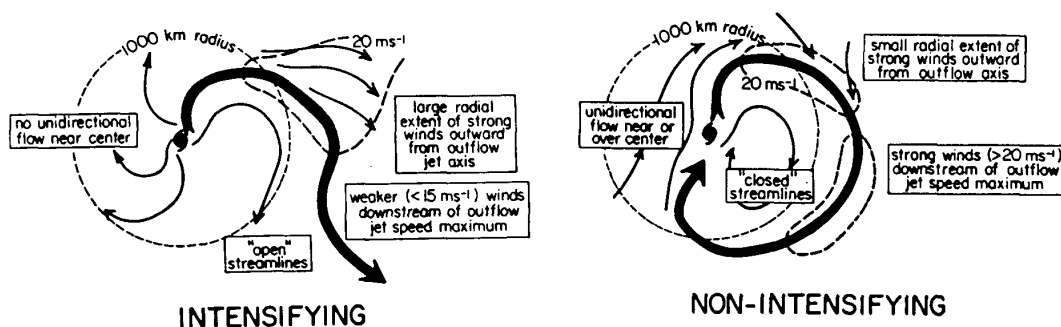 1000 km radius
20 ms⁻¹
no unidirectional
flow near center
large radial
extent of strong
winds outward
from outflow
jet axis
weaker (<15 ms⁻¹) winds
downstream of outflow
jet speed maximum
"open"
streamlines
INTENSIFYING
1000 km radius
small radial extent of
strong winds outward
from outflow axis
20 ms⁻¹
unidirectional
flow near or
over center
"closed"
streamlines
strong winds (>20 ms⁻¹)
downstream of outflow
jet speed maximum
NON-INTENSIFYING